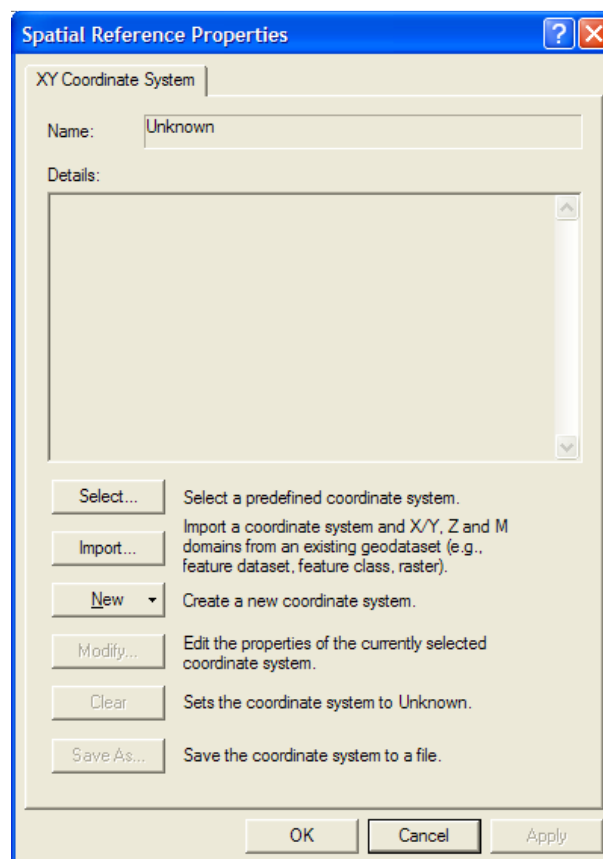 Spatial Reference Properties
XY Coordinate System
Name: Unknown
Details:
Select... Select a predefined coordinate system.
Import a coordinate system and X/Y, Z and M
Import... domains from an existing geodataset (e.g.,
feature dataset, feature class, raster).
New Create a new coordinate system.
Modify... Edit the properties of the currently selected
coordinate system.
Clear Sets the coordinate system to Unknown.
Save As... Save the coordinate system to a file.
OK Cancel Apply